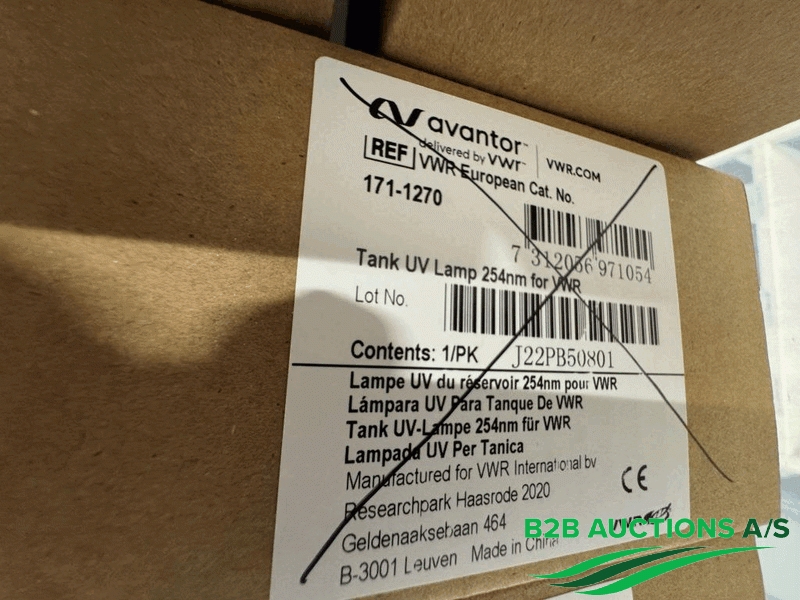 avantor™
delivered by vwr™
VWR.COM
REF VWR European Cat. No.
171-1270
7 312056 971054
Tank UV Lamp 254nm for VWR
Lot No.
Contents: 1/PK J22PB50801
Lampe UV du réservoir 254nm pour VWR
Lámpara UV Para Tanque De VWR
Tank UV-Lampe 254nm für VWR
Lampada UV Per Tanica
Manufactured for VWR International bv
Researchpark Haasrode 2020
Geldenaaksebaan 464
B-3001 Leuven Made in China
CE
B2B AUCTIONS A/S